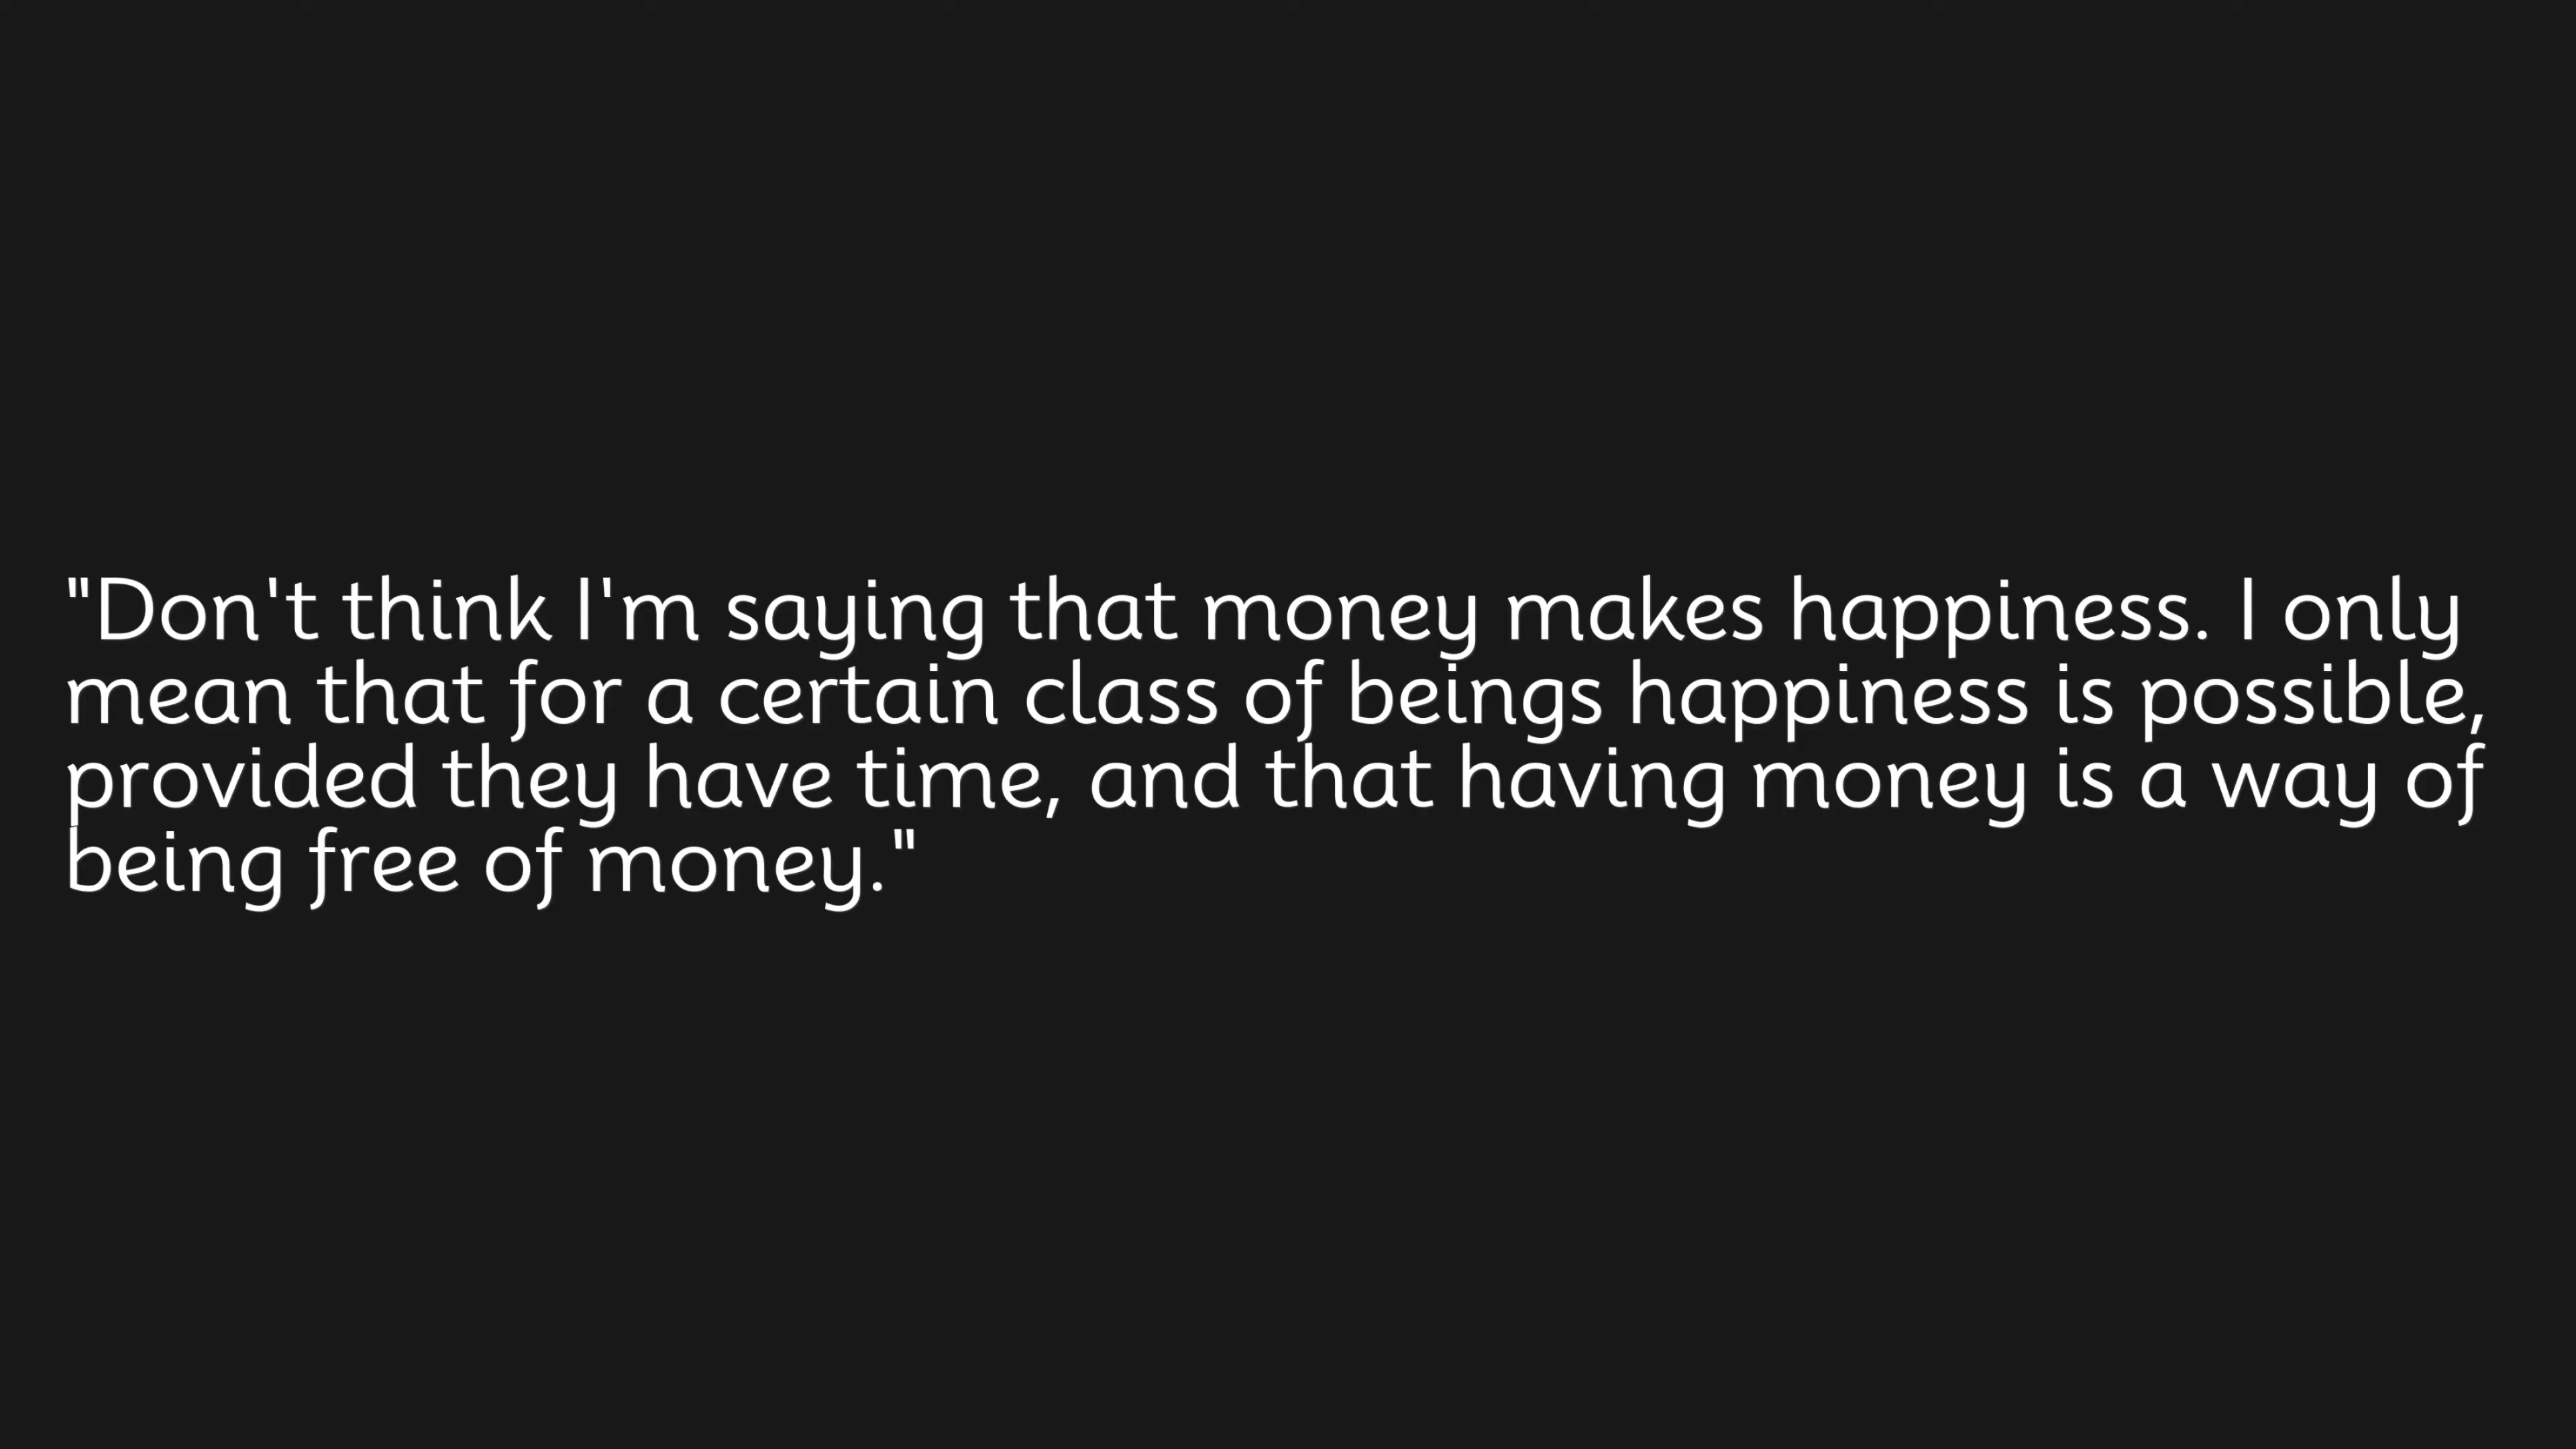 "Don't think I'm saying that money makes happiness. I only
mean that for a certain class of beings happiness is possible,
provided they have time, and that having money is a way of
being free of money."